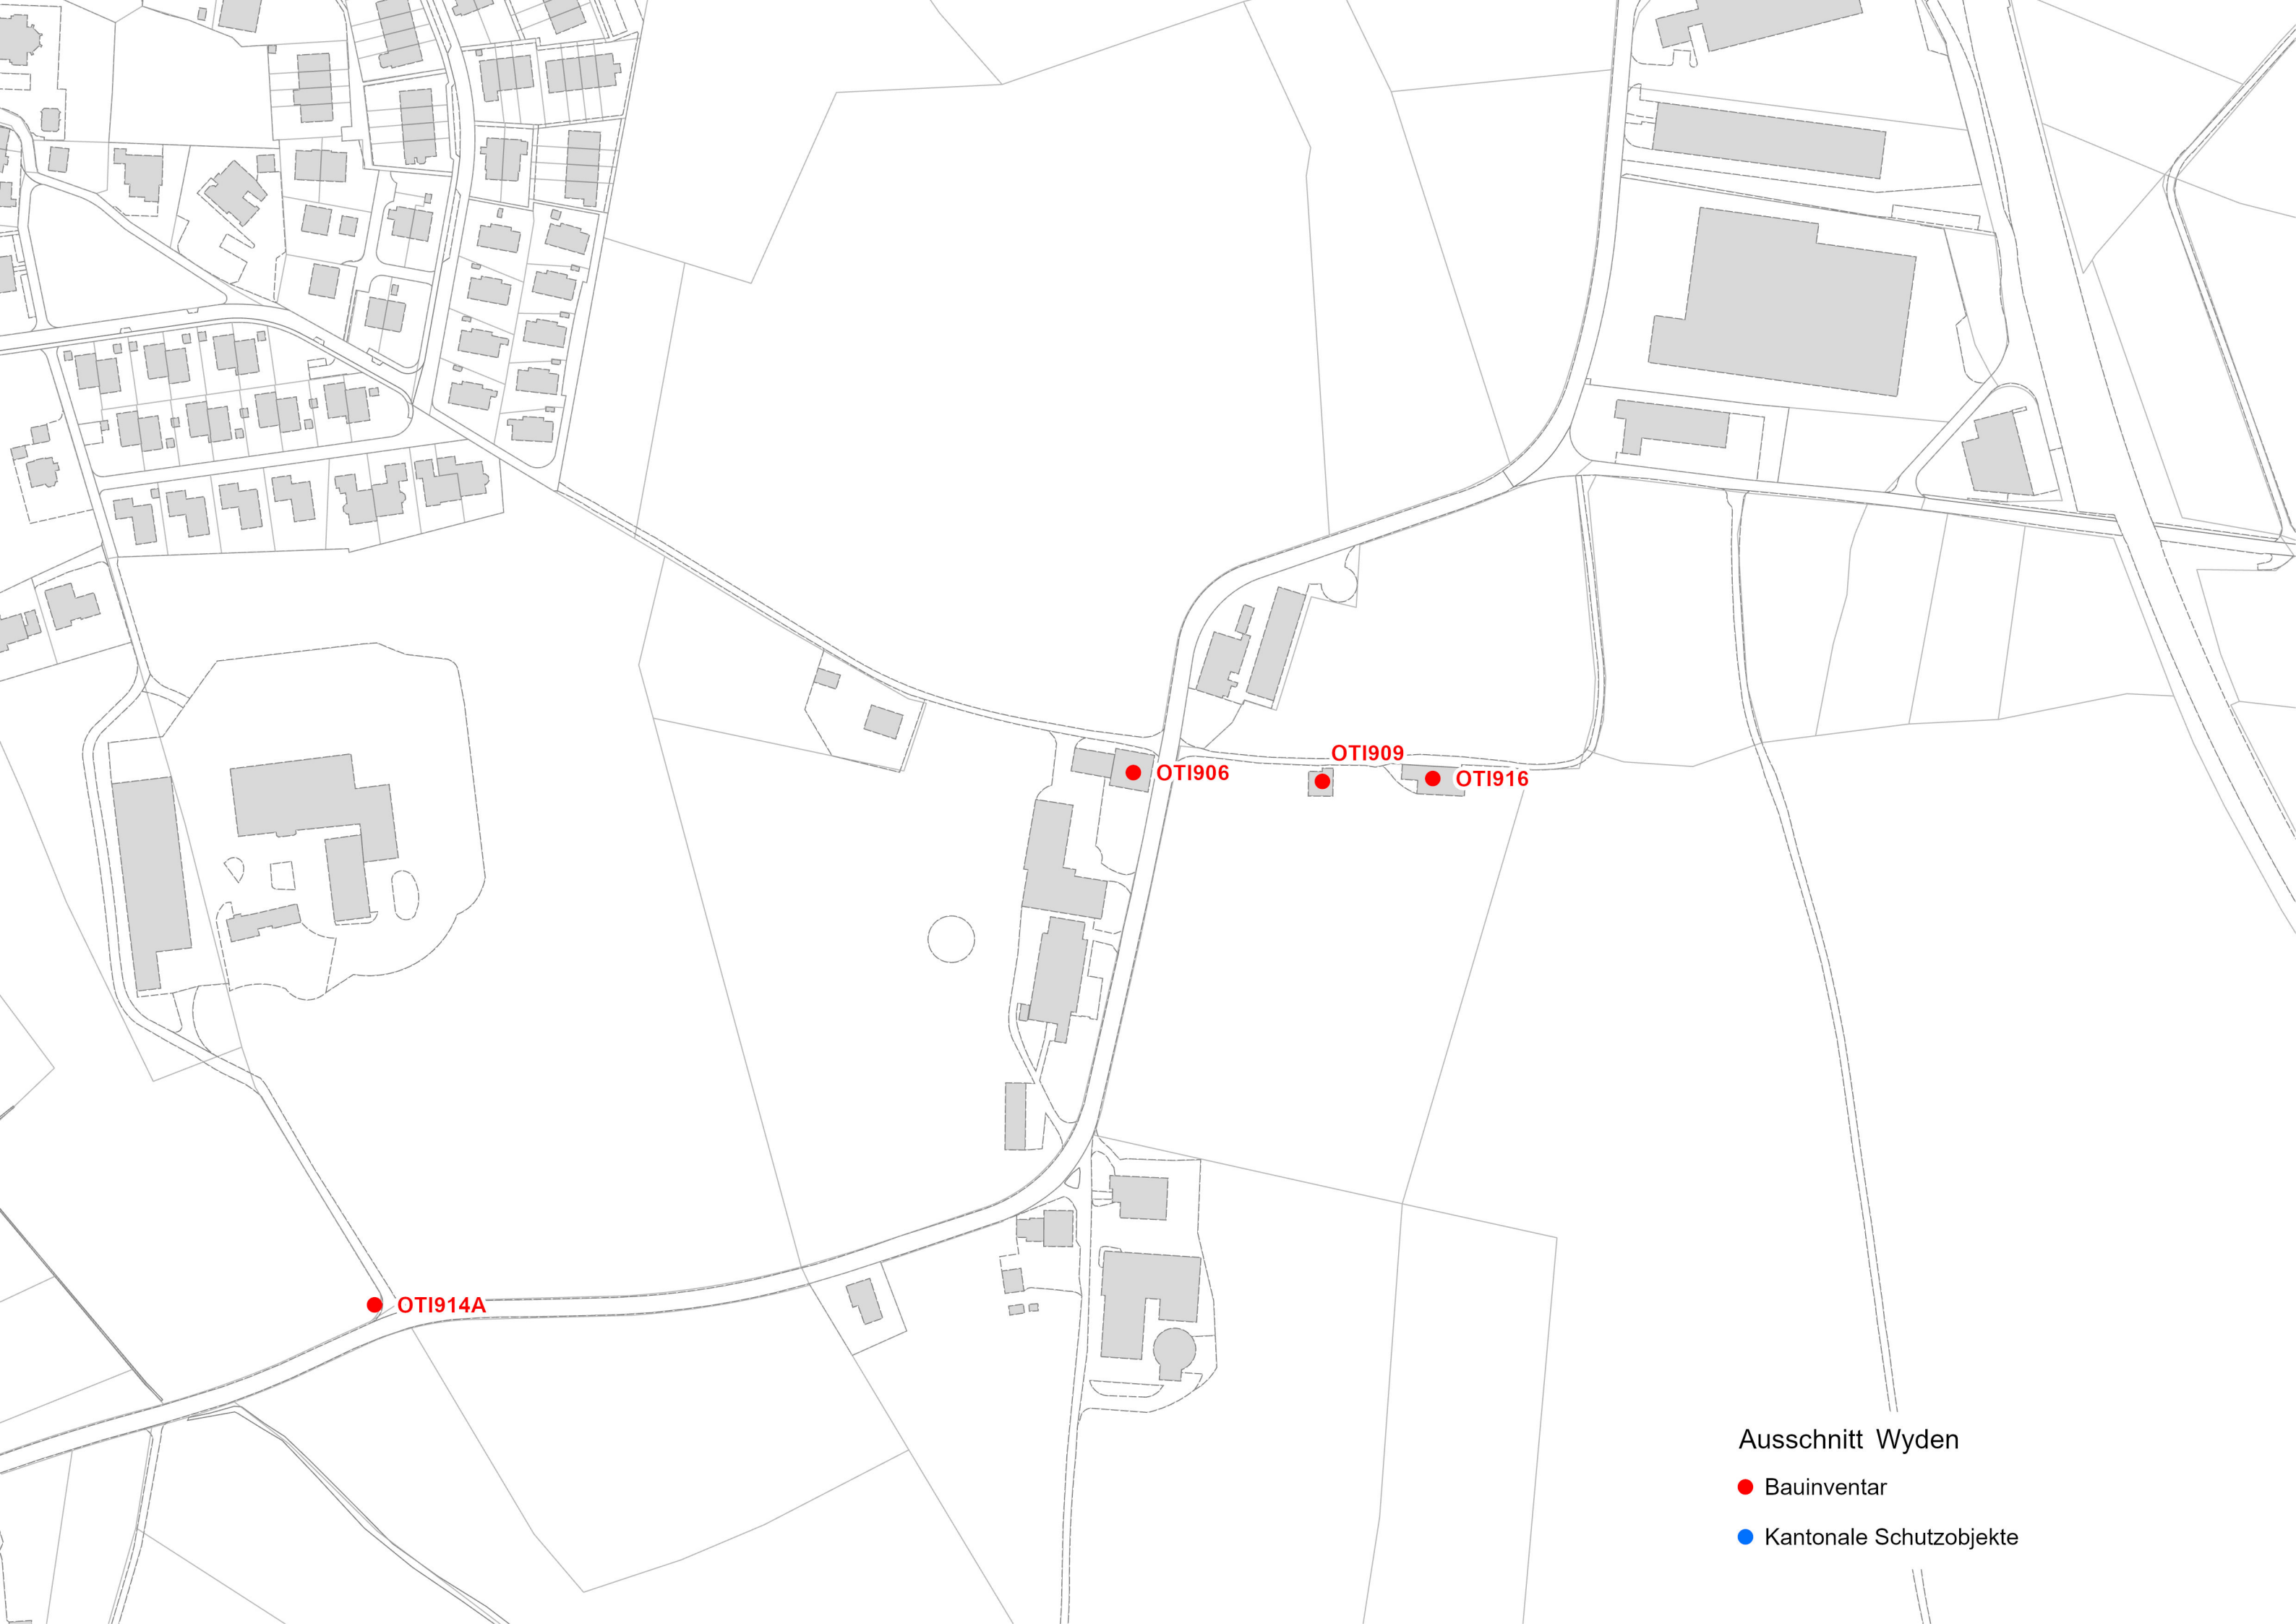 OTI909
OTI906
OTI916
OTI914A
Ausschnitt Wyden
Bauinventar
Kantonale Schutzobjekte